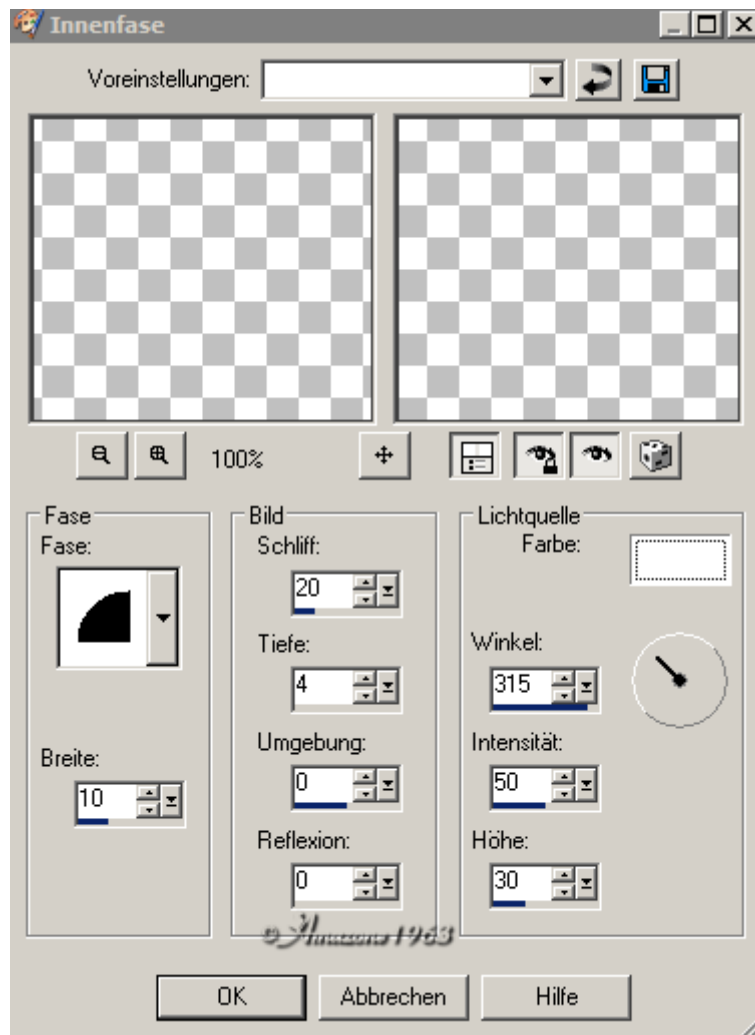 Innenfase
Voreinstellungen:
100%
Fase
Fase:
Breite:
10
Bild
Schliff:
20
Tiefe:
4
Umgebung:
0
Reflexion:
0
Lichtquelle
Farbe:
Winkel:
315
Intensität:
50
Höhe:
30
©Amazone1963
OK
Abbrechen
Hilfe